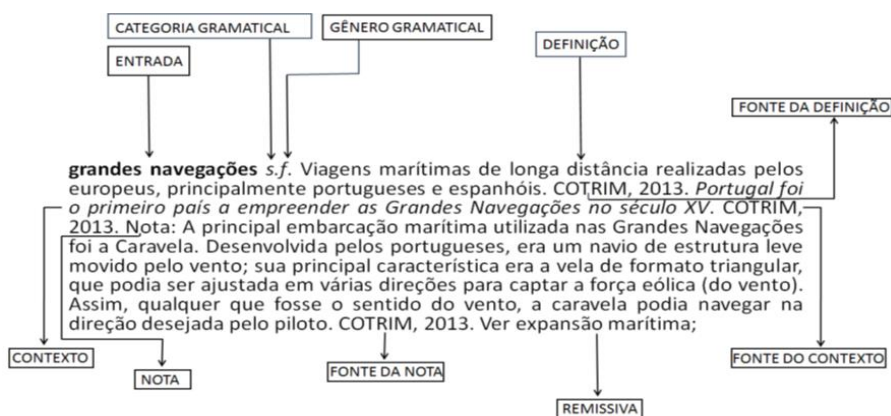 CATEGORIA GRAMATICAL
GÊNERO GRAMATICAL
DEFINIÇÃO
ENTRADA
FONTE DA DEFINIÇÃO
grandes navegações s.f. Viagens marítimas de longa distância realizadas pelos
europeus, principalmente portugueses e espanhóis. COTRIM, 2013. Portugal foi
o primeiro país a empreender as Grandes Navegações no século XV. COTRIM,
2013. Nota: A principal embarcação marítima utilizada nas Grandes Navegações
foi a Caravela. Desenvolvida pelos portugueses, era um navio de estrutura leve
movido pelo vento; sua principal característica era a vela de formato triangular,
que podia ser ajustada em várias direções para captar a força eólica (do vento).
Assim, qualquer que fosse o sentido do vento, a caravela podia navegar na
direção desejada pelo piloto. COTRIM, 2013. Ver expansão marítima;
CONTEXTO
NOTA
FONTE DA NOTA
FONTE DO CONTEXTO
REMISSIVA